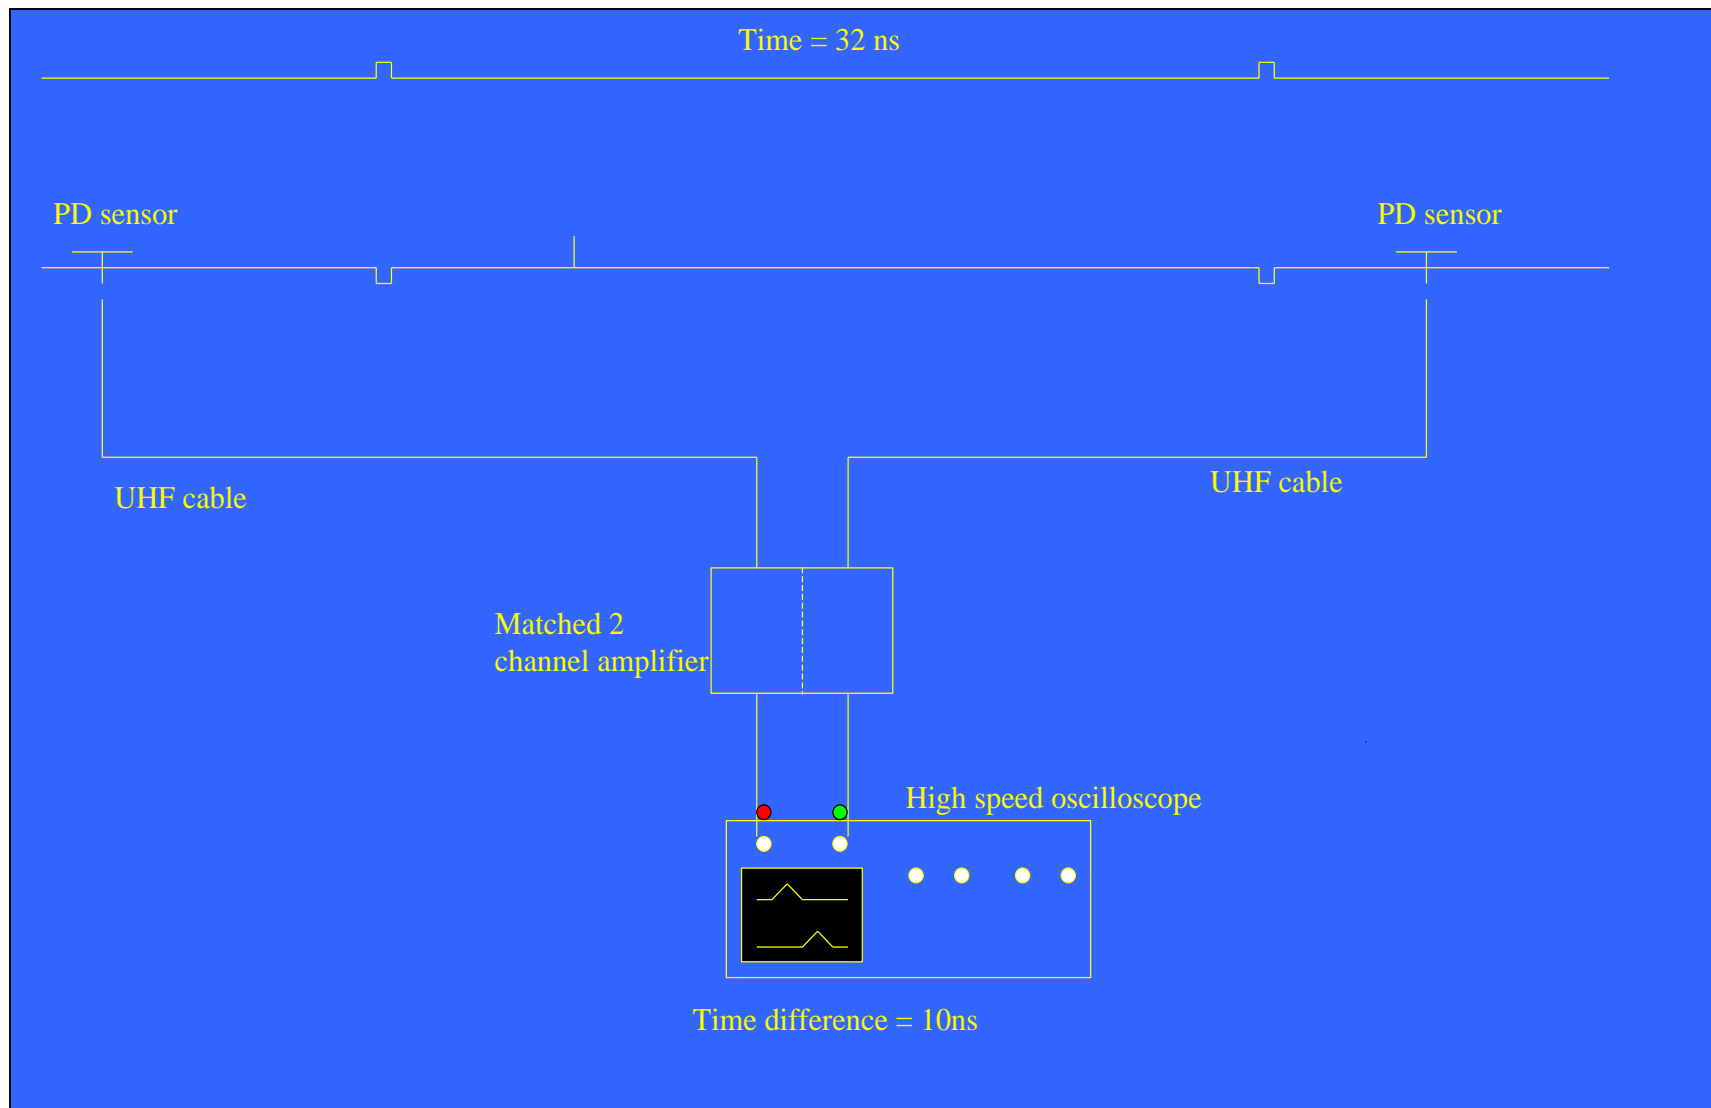 Time = 32 ns
PD sensor
PD sensor
UHF cable
UHF cable
Matched 2
channel amplifier
High speed oscilloscope
Time difference = 10ns